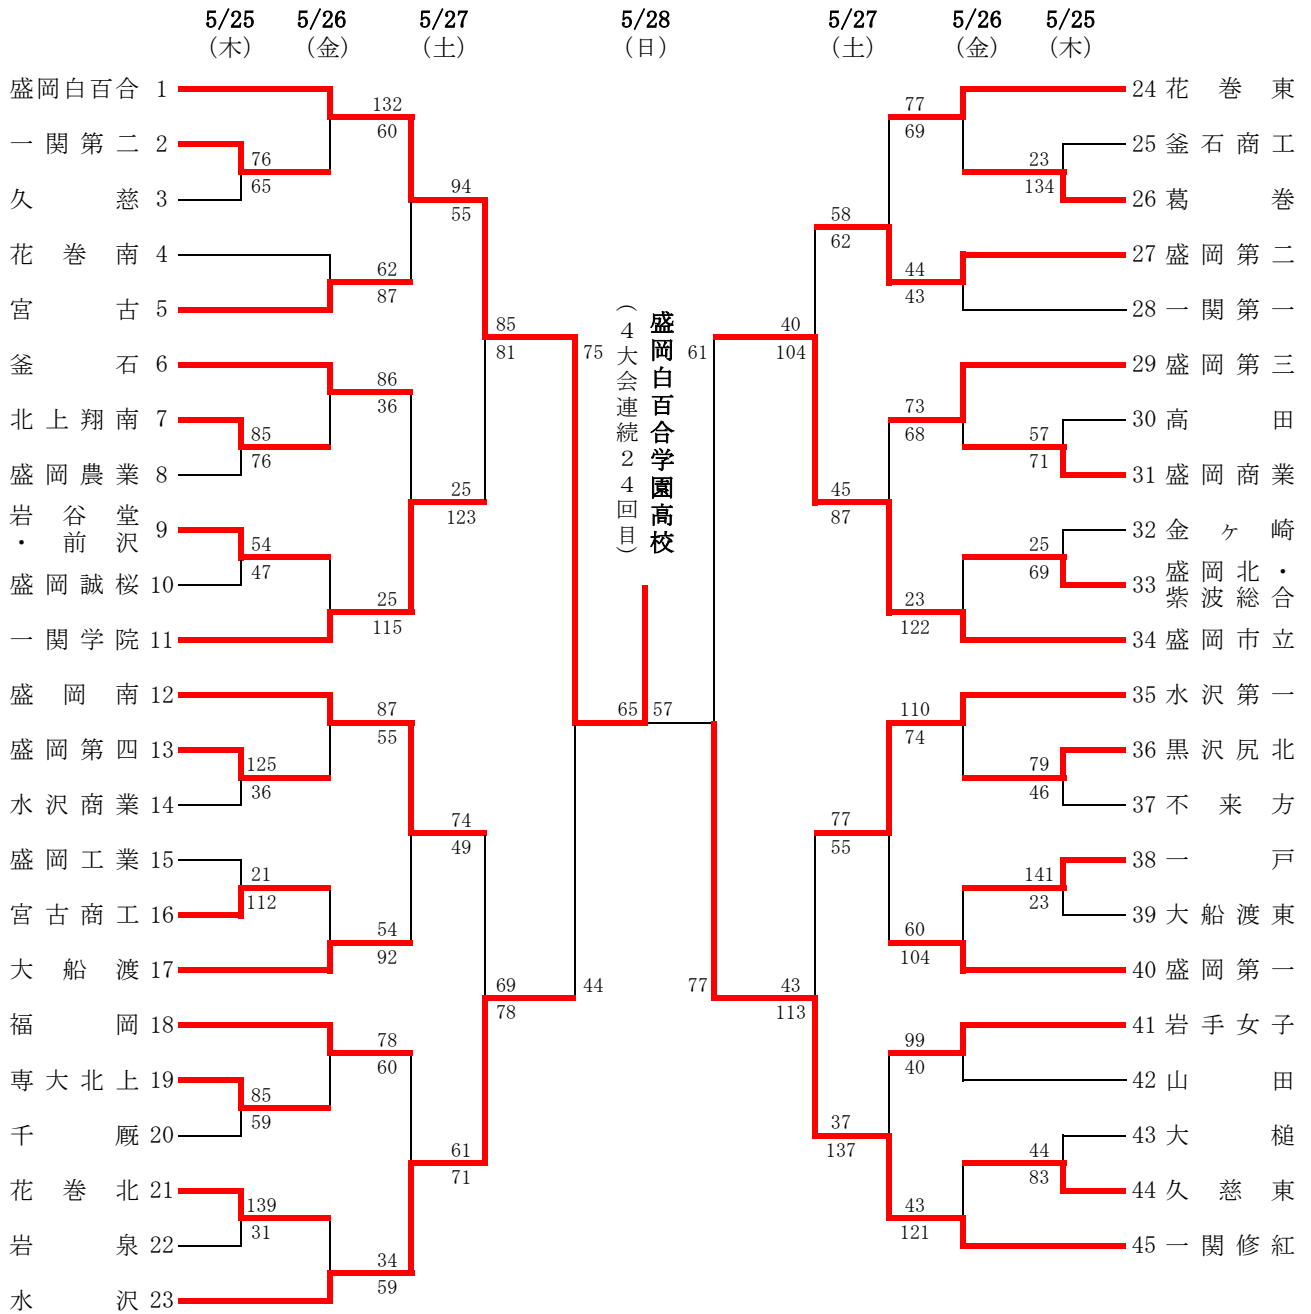 5/25 5/26 5/27 5/28 5/27 5/26 5/25
(木) (金) (土) (日) (土) (金) (木)
盛岡白百合 1
一関第二 2
久慈 3
花巻南 4
宮古 5
釜石 6
北上翔南 7
盛岡農業 8
岩谷堂
・前沢 9
盛岡誠桜 10
一関学院 11
盛岡南 12
盛岡第四 13
水沢商業 14
盛岡工業 15
宮古商工 16
大船渡 17
福岡 18
専大北上 19
千厩 20
花巻北 21
岩泉 22
水沢 23
76
65
85
76
54
47
125
36
21
112
85
59
139
31
132
60
62
87
86
36
25
115
87
55
54
92
78
60
34
59
94
55
25
123
74
49
61
71
85
81
69
78
75
44
盛岡白百合学園高校
(4大会連続24回目)
65 57
61
77
40
104
43
113
58
62
45
87
77
55
37
137
77
69
44
43
73
68
23
122
110
74
60
104
99
40
43
121
23
134
57
71
25
69
79
46
141
23
44
83
24 花巻東
25 釜石商工
26 葛巻
27 盛岡第二
28 一関第一
29 盛岡第三
30 高田
31 盛岡商業
32 金ヶ崎
33 盛岡北・
紫波総合
34 盛岡市立
35 水沢第一
36 黒沢尻北
37 不来方
38 一戸
39 大船渡東
40 盛岡第一
41 岩手女子
42 山田
43 大槌
44 久慈東
45 一関修紅